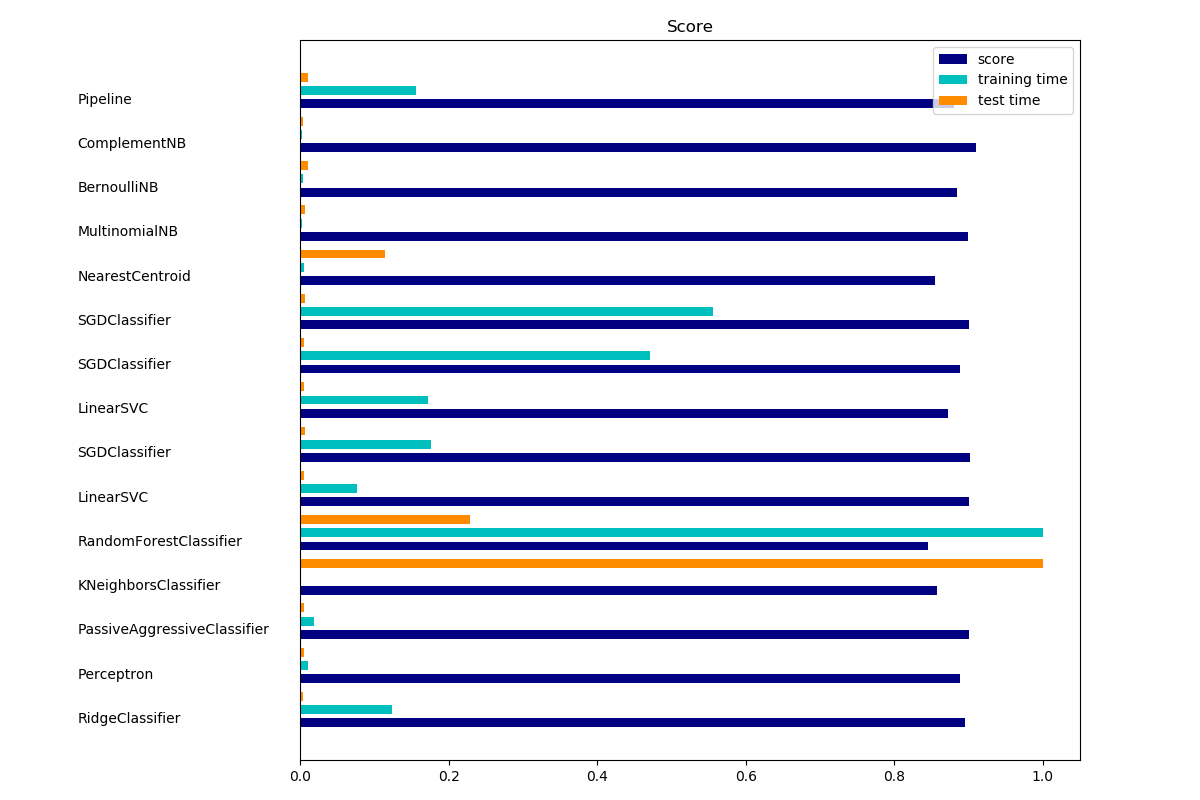 Score
score
training time
test time
Pipeline
ComplementNB
BernoulliNB
MultinomialNB
NearestCentroid
SGDClassifier
SGDClassifier
LinearSVC
SGDClassifier
LinearSVC
RandomForestClassifier
KNeighborsClassifier
PassiveAggressiveClassifier
Perceptron
RidgeClassifier
0.0 0.2 0.4 0.6 0.8 1.0